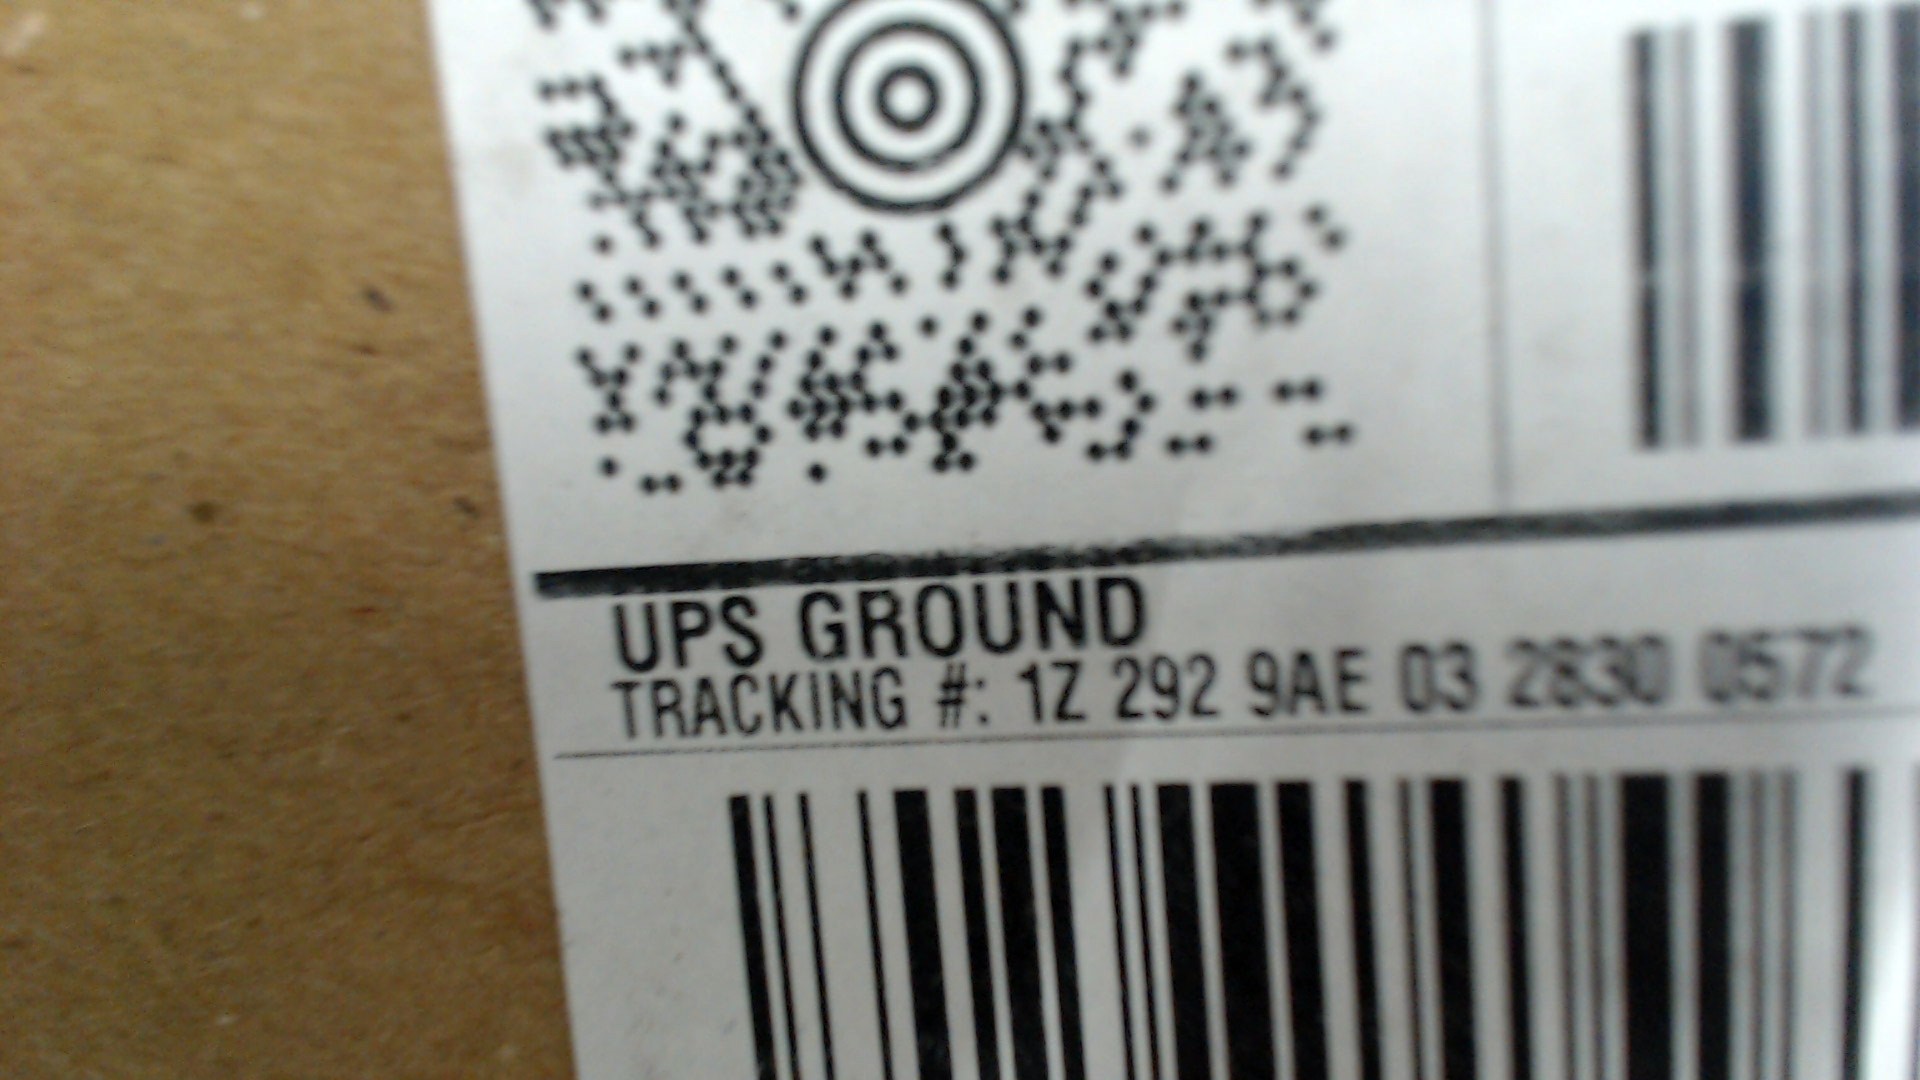 UPS GROUND
TRACKING #: 1Z 292 9AE 03 2830 0572